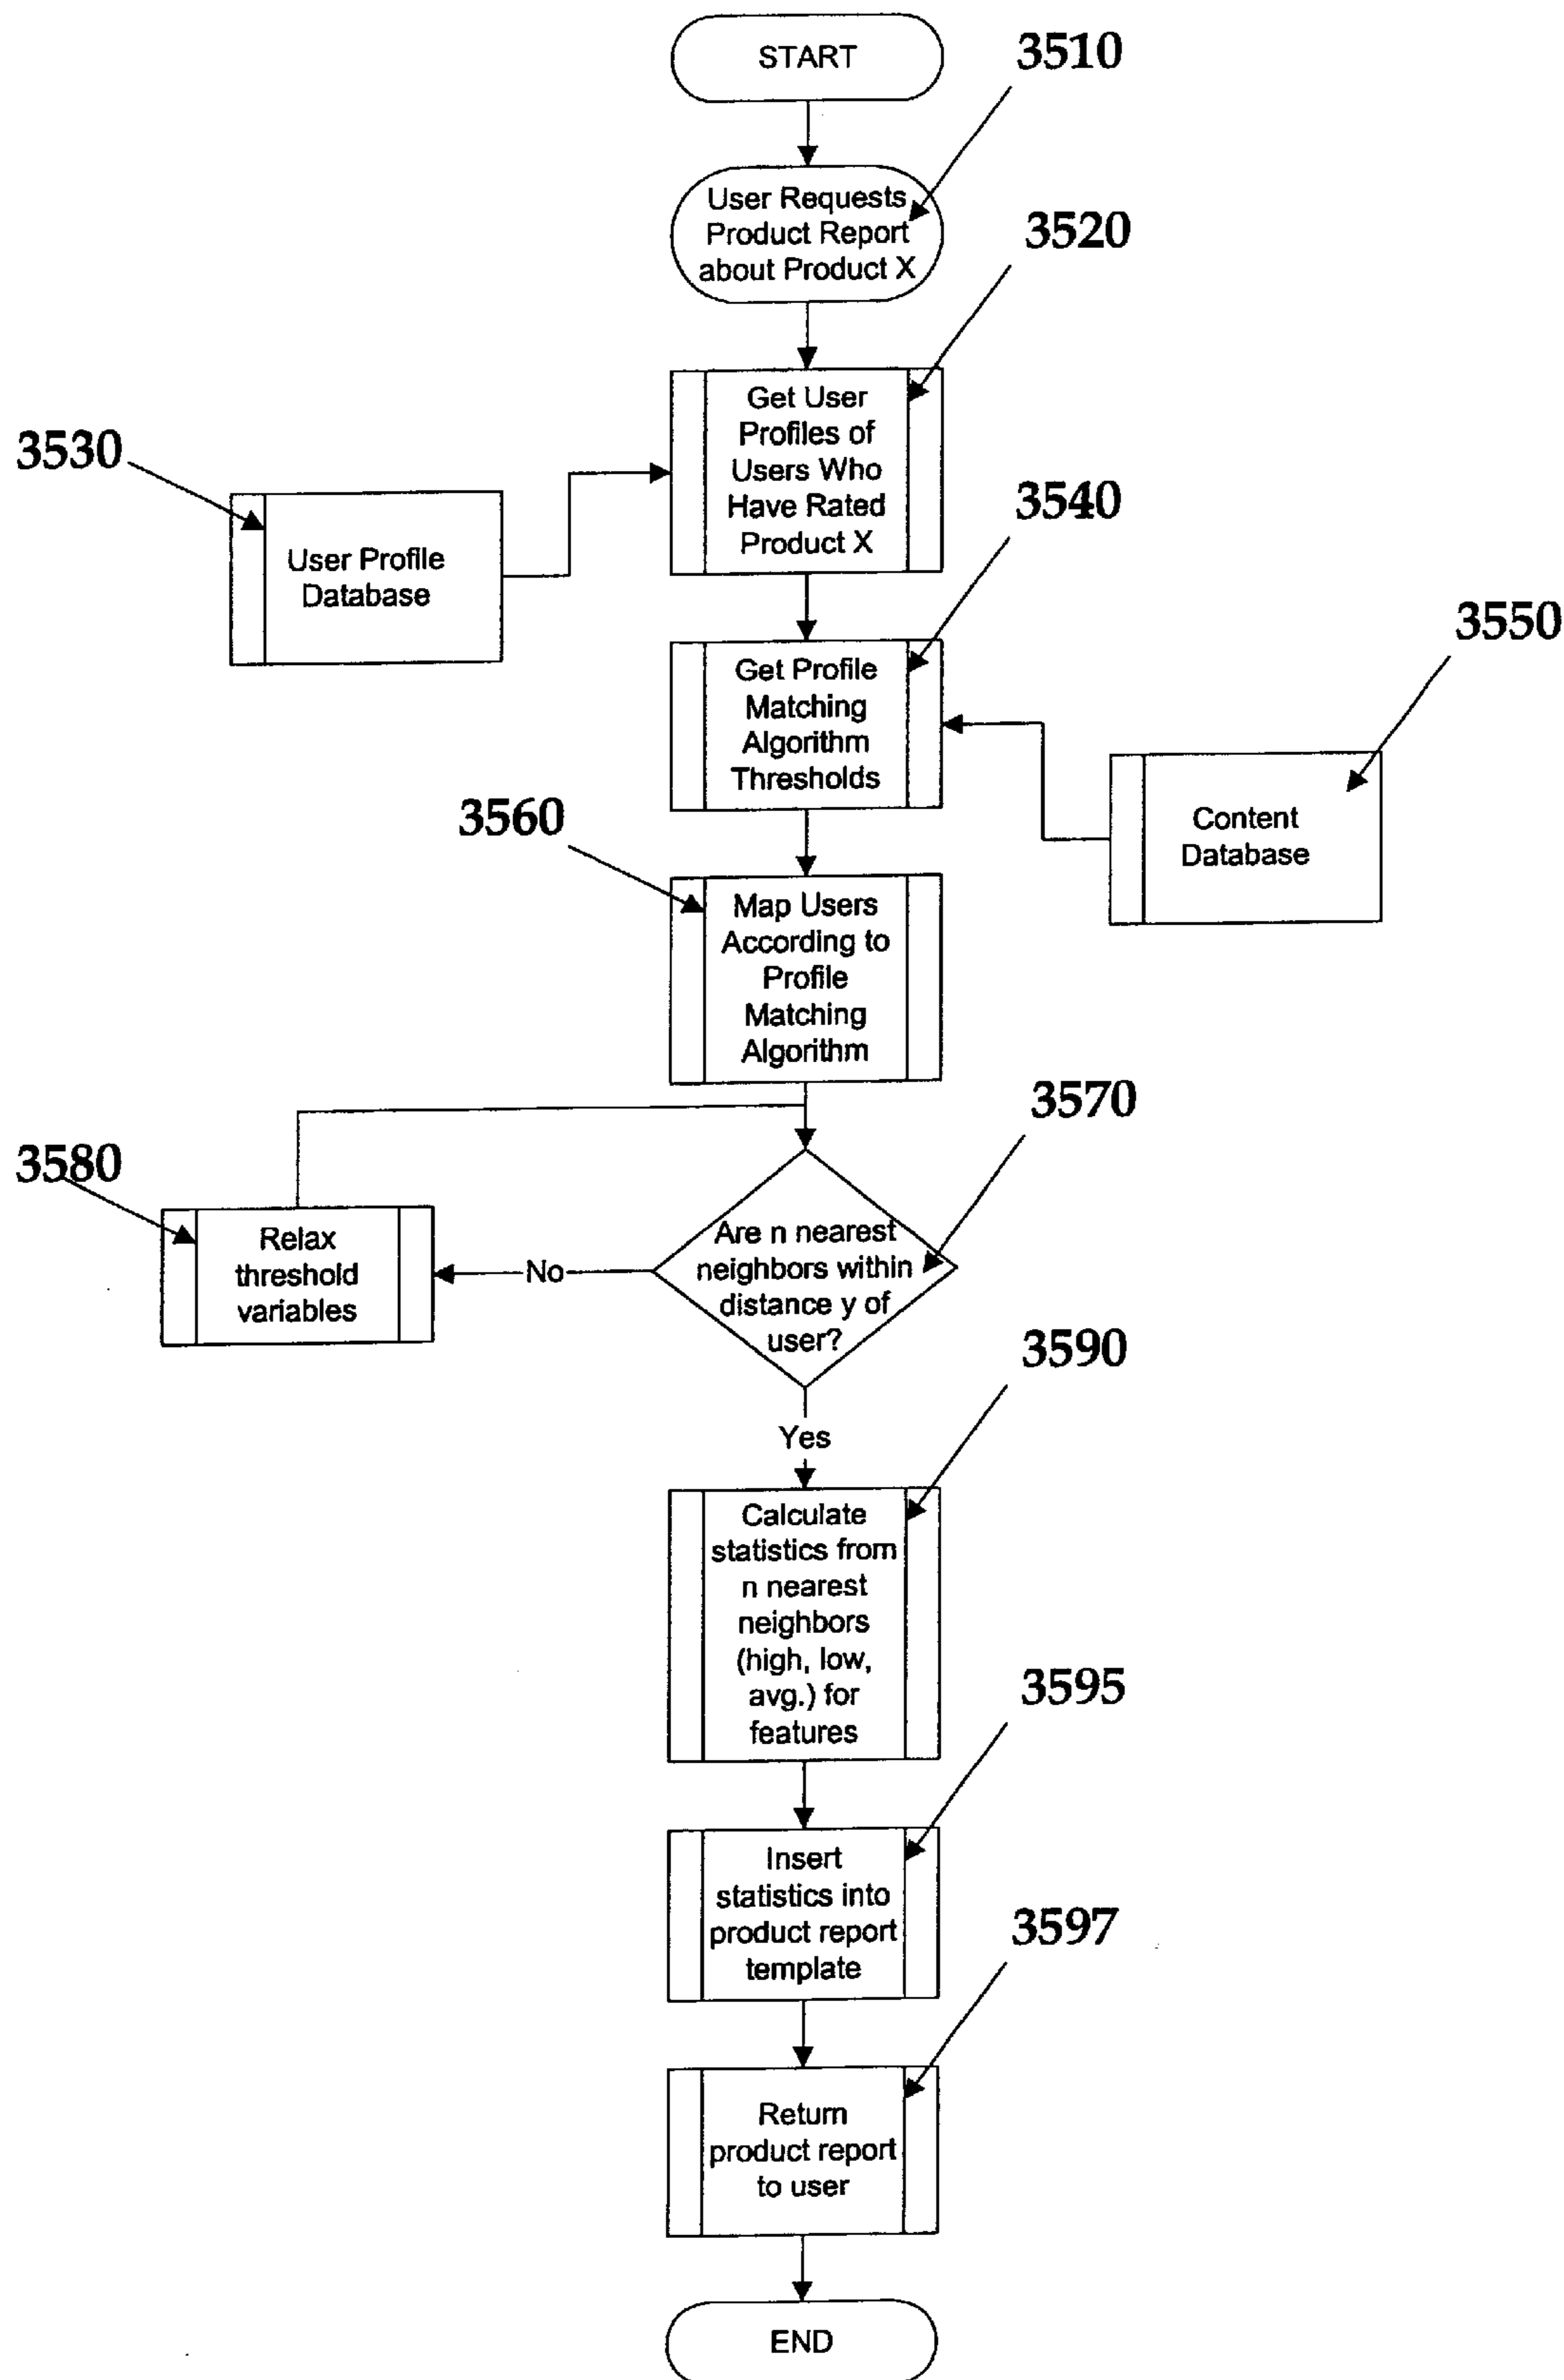 START
3510
User Requests
Product Report
about Product X
3520
Get User
Profiles of
Users Who
Have Rated
Product X
3530
User Profile
Database
3540
Get Profile
Matching
Algorithm
Thresholds
3550
Content
Database
3560
Map Users
According to
Profile
Matching
Algorithm
3570
Are n nearest
neighbors within
distance y of
user?
No
3580
Relax
threshold
variables
Yes
3590
Calculate
statistics from
n nearest
neighbors
(high, low,
avg.) for
features
3595
Insert
statistics into
product report
template
3597
Return
product report
to user
END